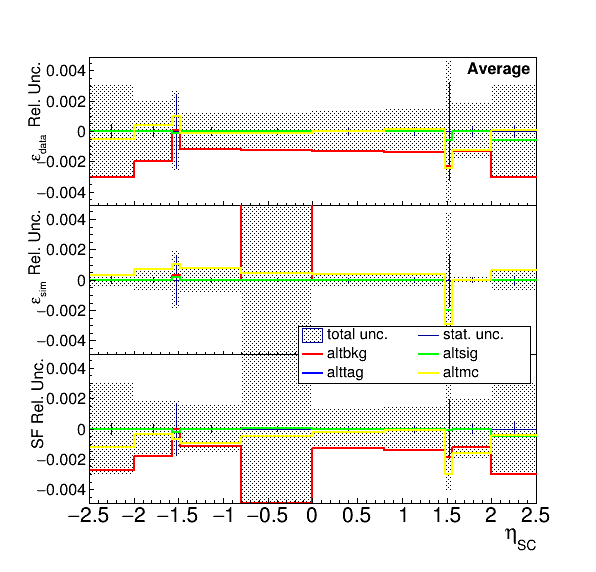 Average
ε data Rel. Unc.
0.004
0.002
0
−0.002
−0.004
ε sim Rel. Unc.
0.004
0.002
0
−0.002
−0.004
total unc. stat. unc.
altbkg altsig
alttag altmc
SF Rel. Unc.
0.004
0.002
0
−0.002
−0.004
−2.5 −2 −1.5 −1 −0.5 0 0.5 1 1.5 2 2.5
η SC